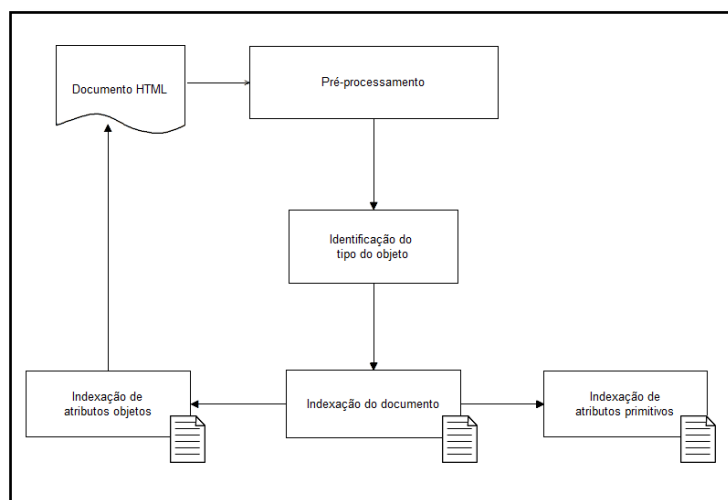 Documento HTML
Pré-processamento
Identificação do
tipo do objeto
Indexação de
atributos objetos
Indexação do documento
Indexação de
atributos primitivos